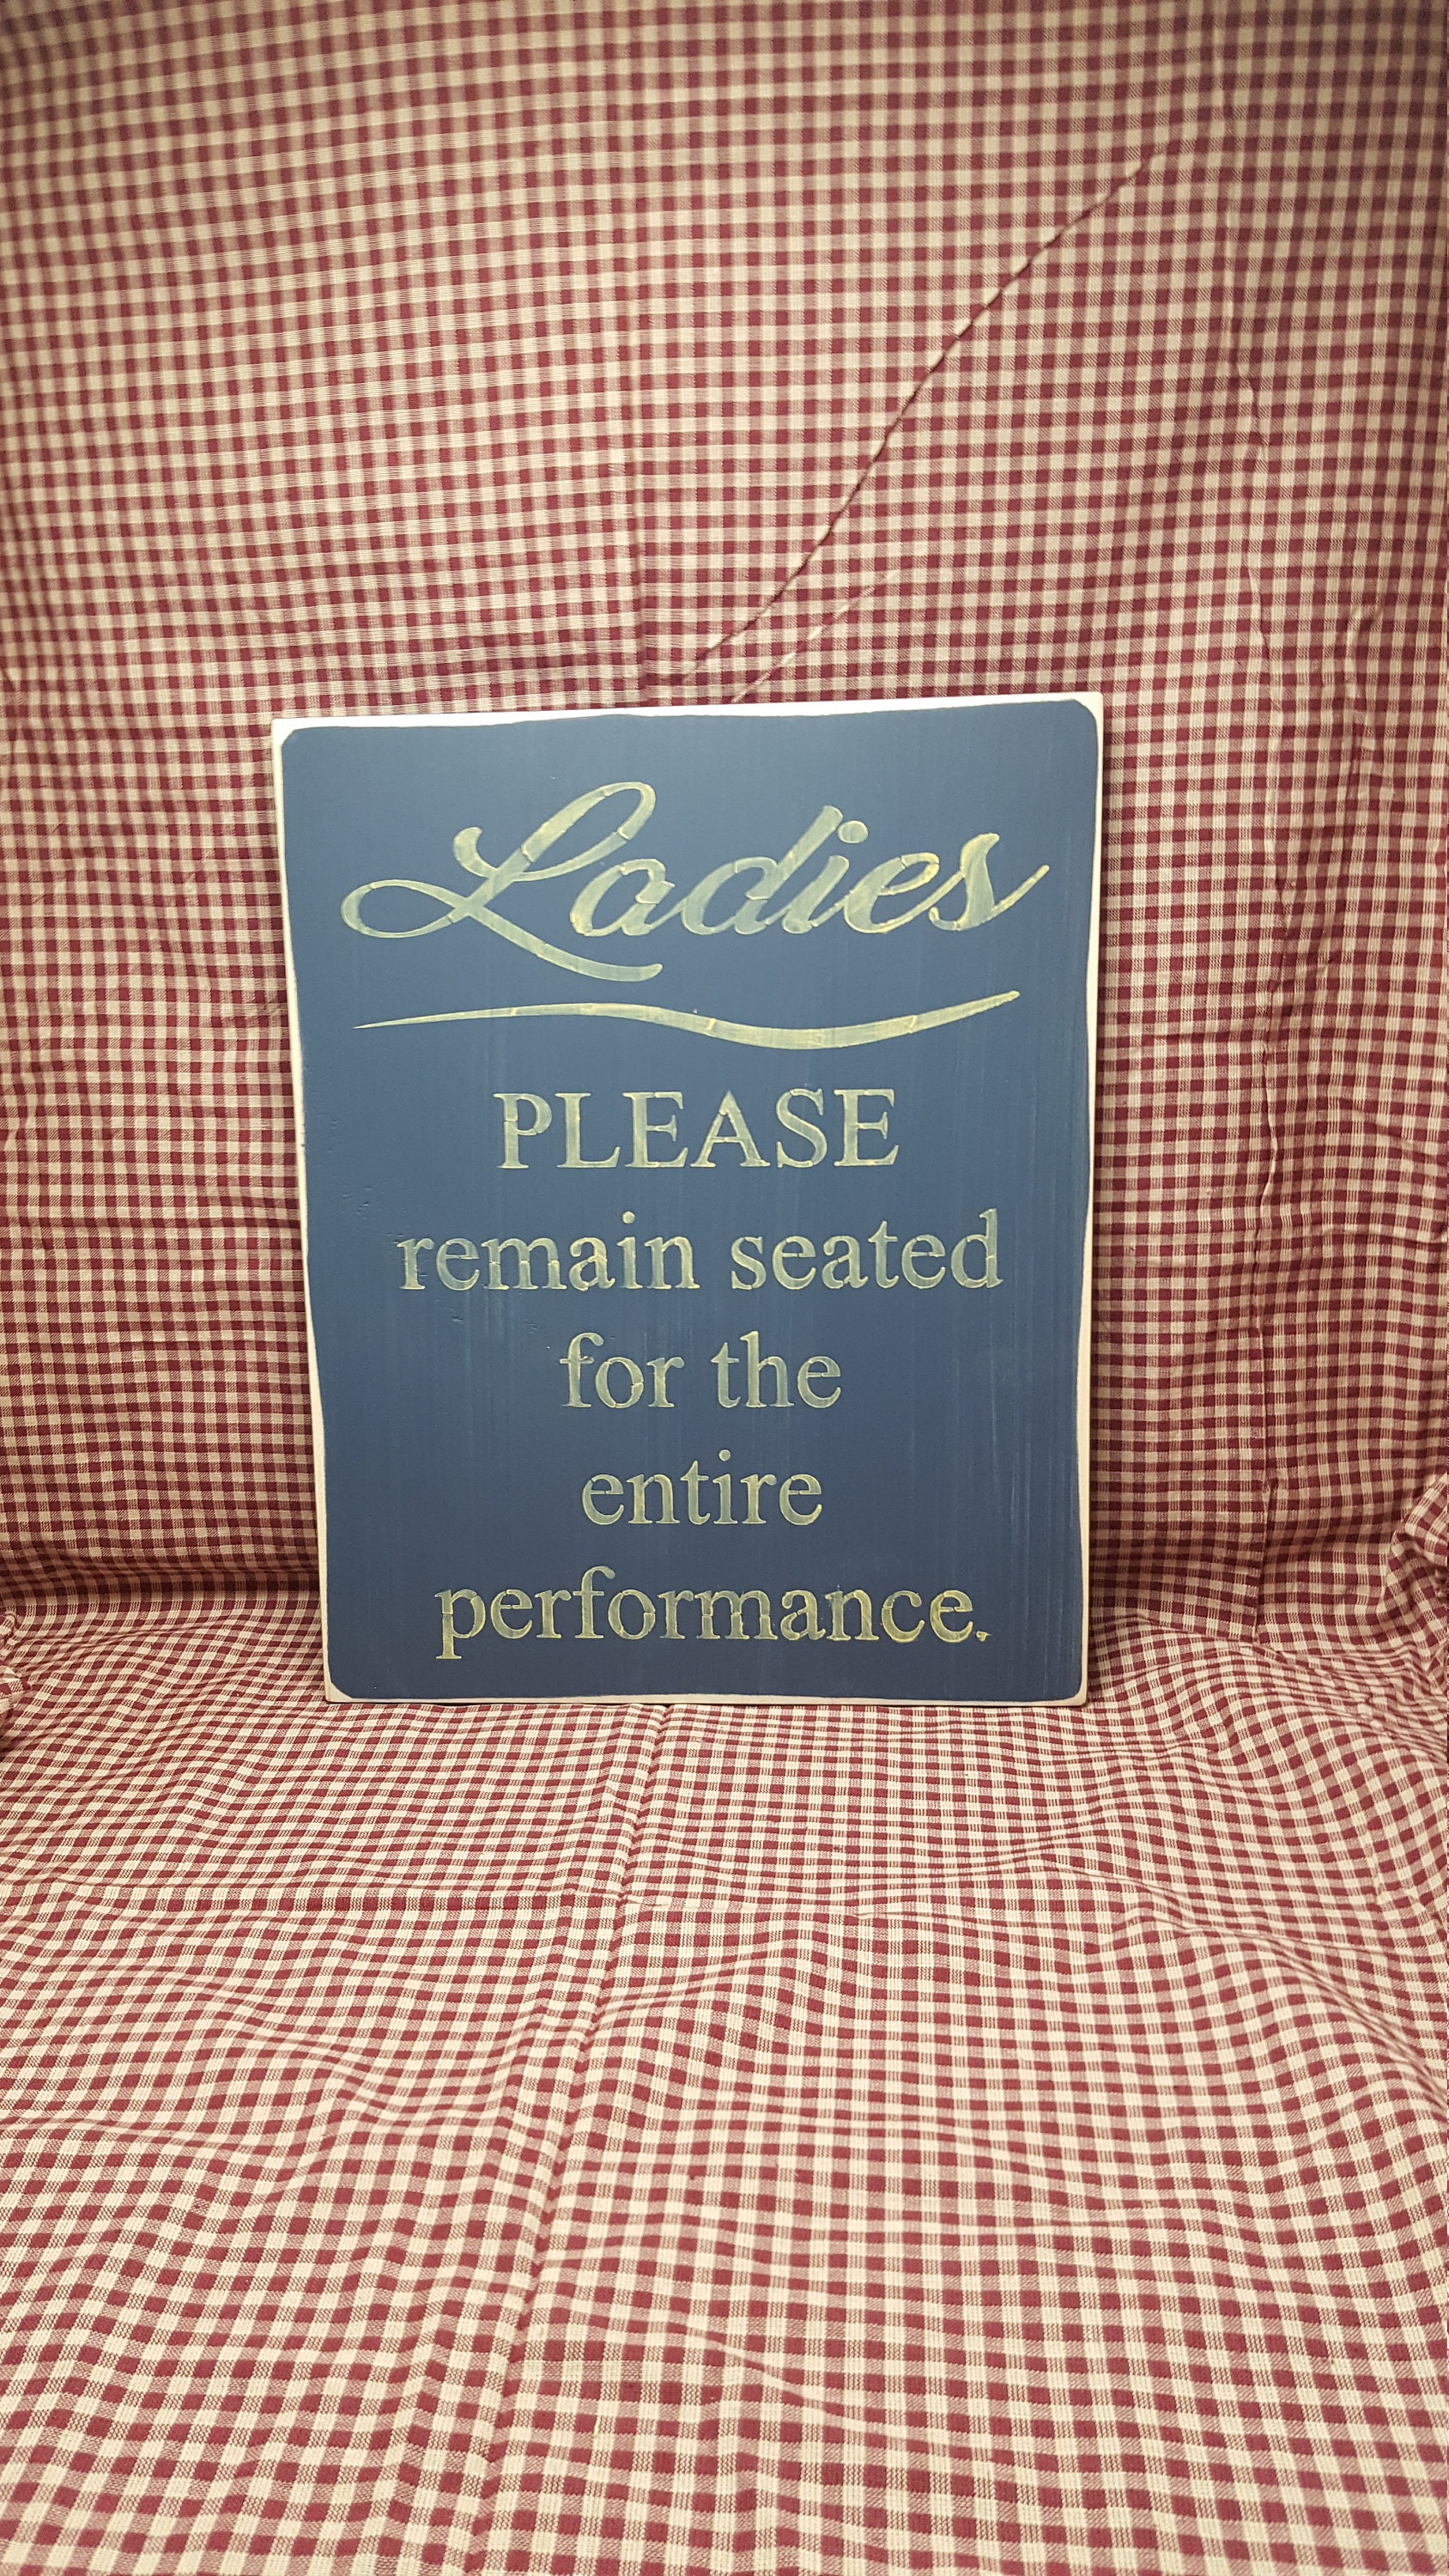 Ladies
PLEASE
remain seated
for the
entire
performance.